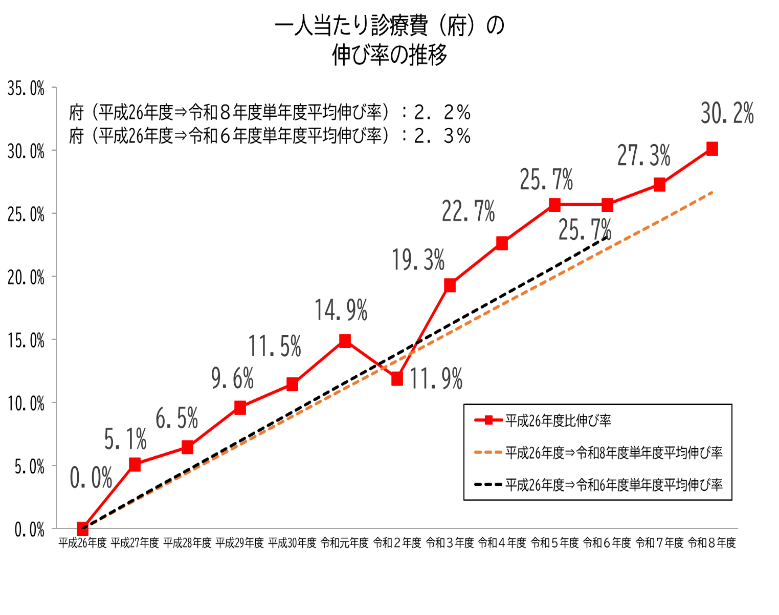 一人当たり診療費（府）の
伸び率の推移
35.0%
30.0%
25.0%
20.0%
15.0%
10.0%
5.0%
0.0%
府（平成26年度⇒令和８年度単年度平均伸び率）：２．２％
府（平成26年度⇒令和６年度単年度平均伸び率）：２．３％
0.0%
5.1%
6.5%
9.6%
11.5%
14.9%
11.9%
19.3%
22.7%
25.7%
25.7%
27.3%
30.2%
平成26年度比伸び率
平成26年度⇒令和8年度単年度平均伸び率
平成26年度⇒令和6年度単年度平均伸び率
平成26年度 平成27年度 平成28年度 平成29年度 平成30年度 令和元年度 令和２年度 令和３年度 令和４年度 令和５年度 令和６年度 令和７年度 令和８年度